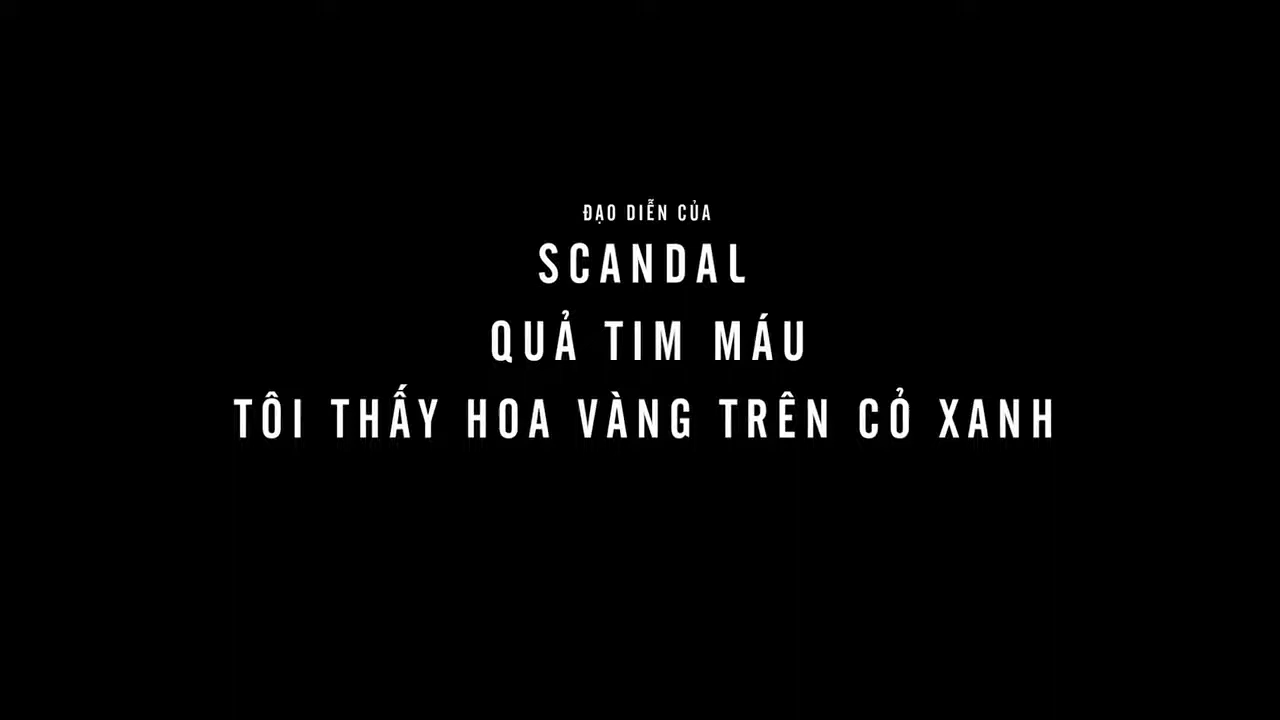 ĐẠO DIỄN CỦA
SCANDAL
QUẢ TIM MÁU
TÔI THẤY HOA VÀNG TRÊN CỎ XANH